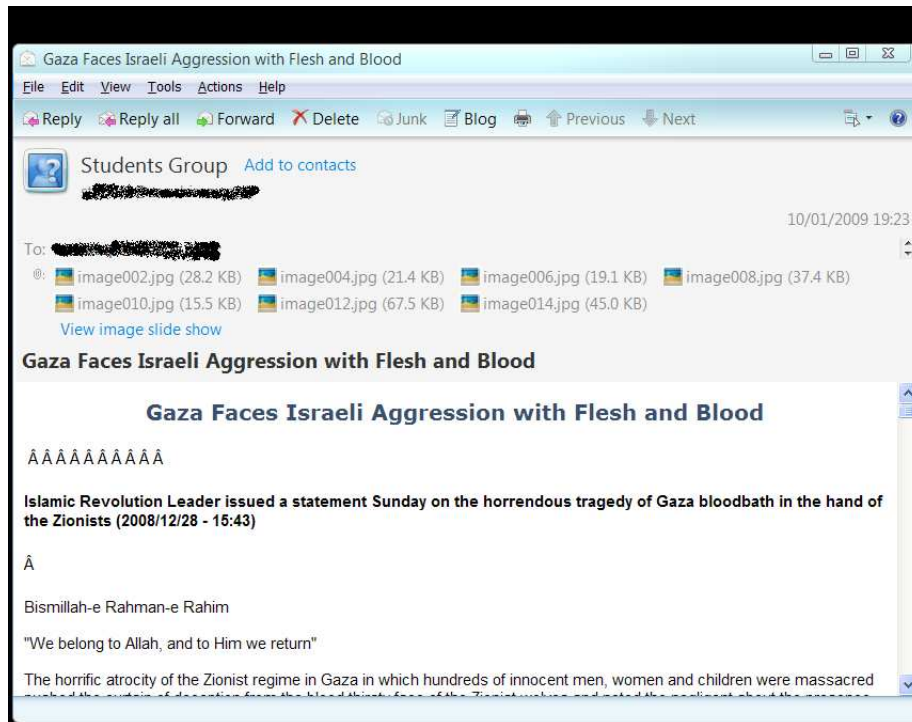 Gaza Faces Israeli Aggression with Flesh and Blood
File Edit View Tools Actions Help
Reply Reply all Forward Delete Junk Blog Previous Next
Students Group Add to contacts
10/01/2009 19:23
To:
image002.jpg (28.2 KB) image004.jpg (21.4 KB) image006.jpg (19.1 KB) image008.jpg (37.4 KB)
image010.jpg (15.5 KB) image012.jpg (67.5 KB) image014.jpg (45.0 KB)
View image slide show
Gaza Faces Israeli Aggression with Flesh and Blood
Gaza Faces Israeli Aggression with Flesh and Blood
ÂÂÂÂÂÂÂÂÂÂ
Islamic Revolution Leader issued a statement Sunday on the horrendous tragedy of Gaza bloodbath in the hand of
the Zionists (2008/12/28 - 15:43)
Â
Bismillah-e Rahman-e Rahim
"We belong to Allah, and to Him we return"
The horrific atrocity of the Zionist regime in Gaza in which hundreds of innocent men, women and children were massacred